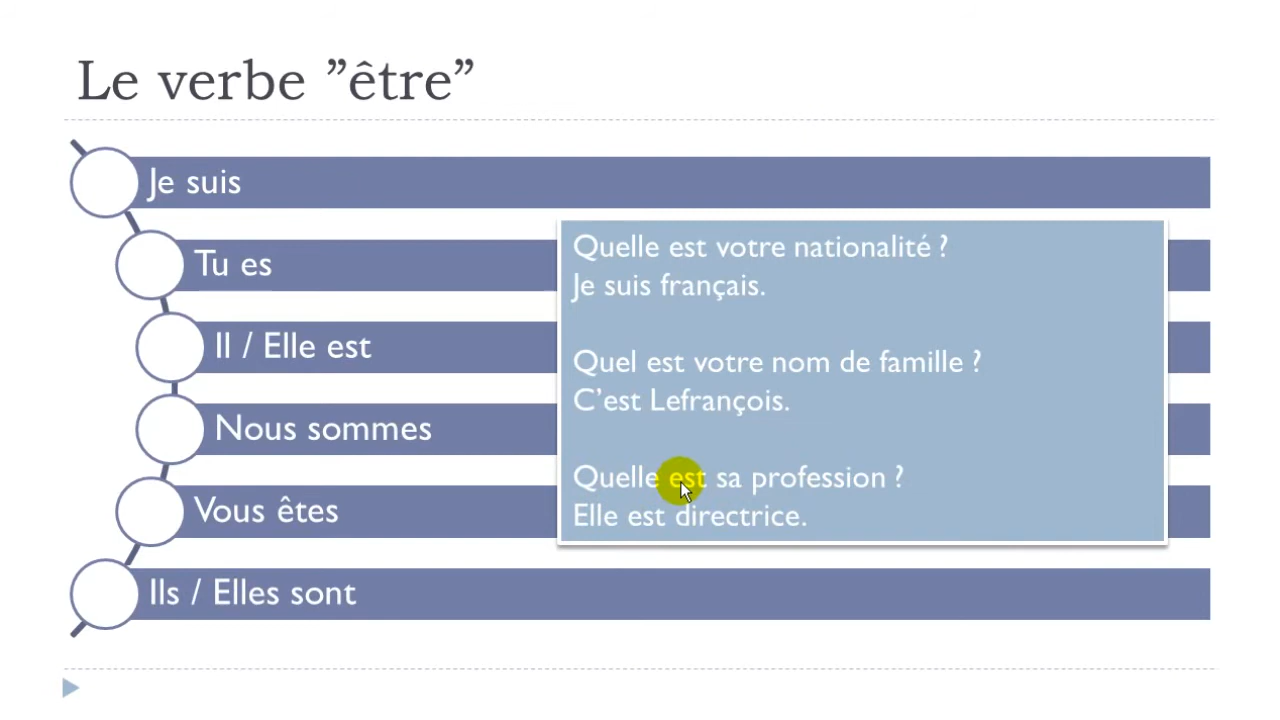 Le verbe ”être”
Je suis
Tu es
Il / Elle est
Nous sommes
Vous êtes
Ils / Elles sont
Quelle est votre nationalité ?
Je suis français.
Quel est votre nom de famille ?
C’est Lefrançois.
Quelle est sa profession ?
Elle est directrice.